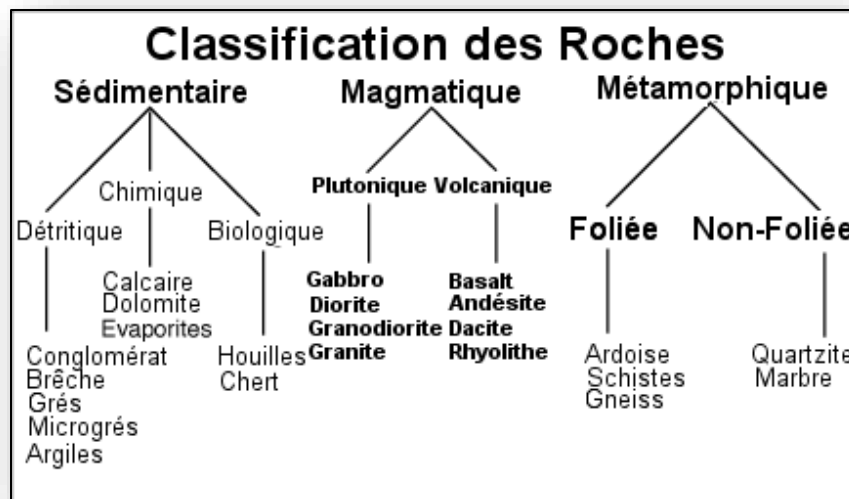 Classification des Roches
Sédimentaire
Magmatique
Métamorphique
Chimique
Détritique
Biologique
Calcaire
Dolomite
Evaporites
Conglomérat
Brêche
Grés
Microgrés
Argiles
Houilles
Chert
Plutonique
Volcanique
Gabbro
Diorite
Granodiorite
Granite
Basalt
Andésite
Dacite
Rhyolithe
Foliée
Non-Foliée
Ardoise
Schistes
Gneiss
Quartzite
Marbre